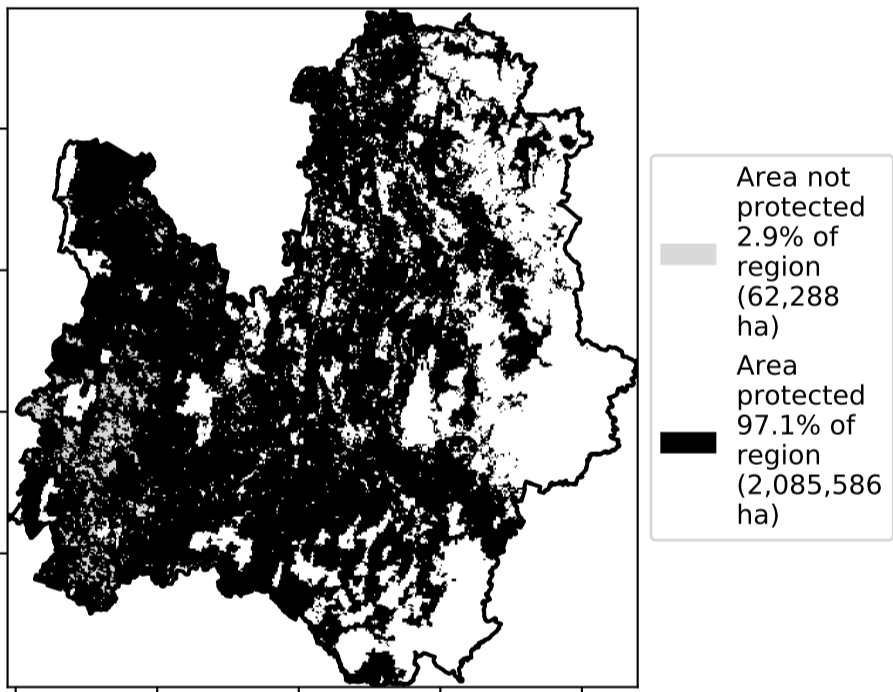 Area not
protected
2.9% of
region
(62,288
ha)
Area
protected
97.1% of
region
(2,085,586
ha)